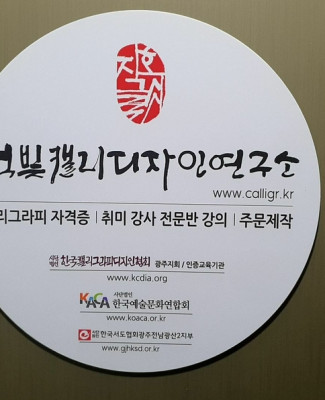 빛캘리디자인연구소
www.calligr.kr
리그라피 자격증 | 취미 강사 전문반 강의 | 주문제작
한국캘리그라피디자인협회 광주지회 / 인증교육기관
www.kcdia.org
KACA 사단법인 한국예술문화연합회
www.koaca.or.kr
한국서도협회광주전남광산2지부
www.gjhksd.or.kr